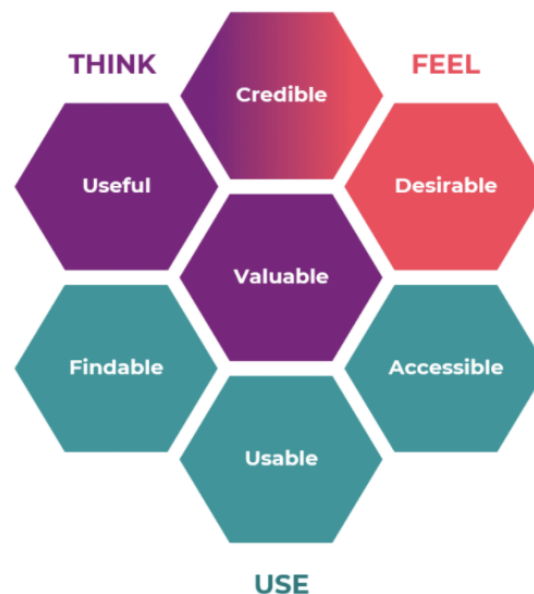 THINK
FEEL
Credible
Useful
Desirable
Valuable
Findable
Accessible
Usable
USE